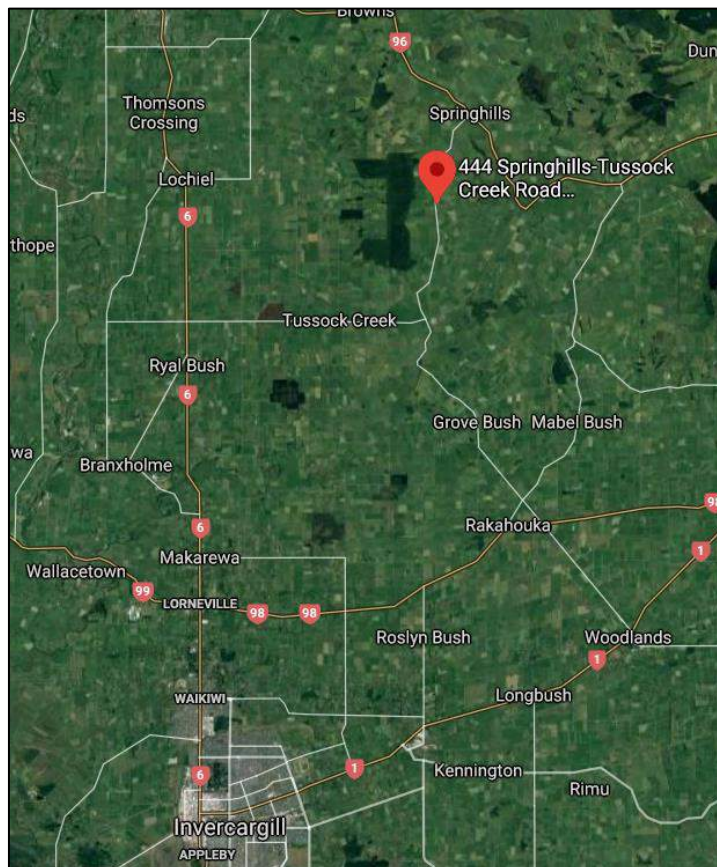 Browns
96
Dun
Thomsons
Crossing
ds
Springhills
444 Springhills-Tussock
Creek Road...
Lochiel
6
thope
Tussock Creek
Ryal Bush
6
Grove Bush
Mabel Bush
wa
Branxholme
98
6
Rakahouka
1
Makarewa
Wallacetown
99
LORNEVILLE
98
98
Roslyn Bush
Woodlands
1
WAIKIWI
Longbush
6
1
Kennington
Rimu
Invercargill
APPLEBY